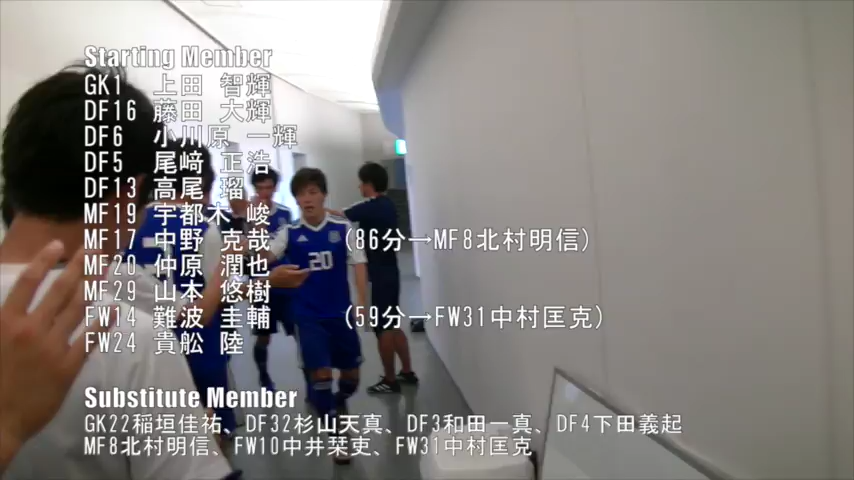 Starting Member
GK1 上田 智輝
DF16 藤田 大輝
DF6 小川原 一輝
DF5 尾﨑 正浩
DF13 高尾 瑠
MF19 宇都木 峻
MF17 中野 克哉 (86分→MF8北村明信)
MF20 仲原 潤也
MF29 山本 悠樹
FW14 難波 圭輔 (59分→FW31中村匡克)
FW24 貴舩 陸
20
Substitute Member
GK22稲垣佳祐、DF32杉山天真、DF3和田一真、DF4下田義起
MF8北村明信、FW10中井栞吏、FW31中村匡克